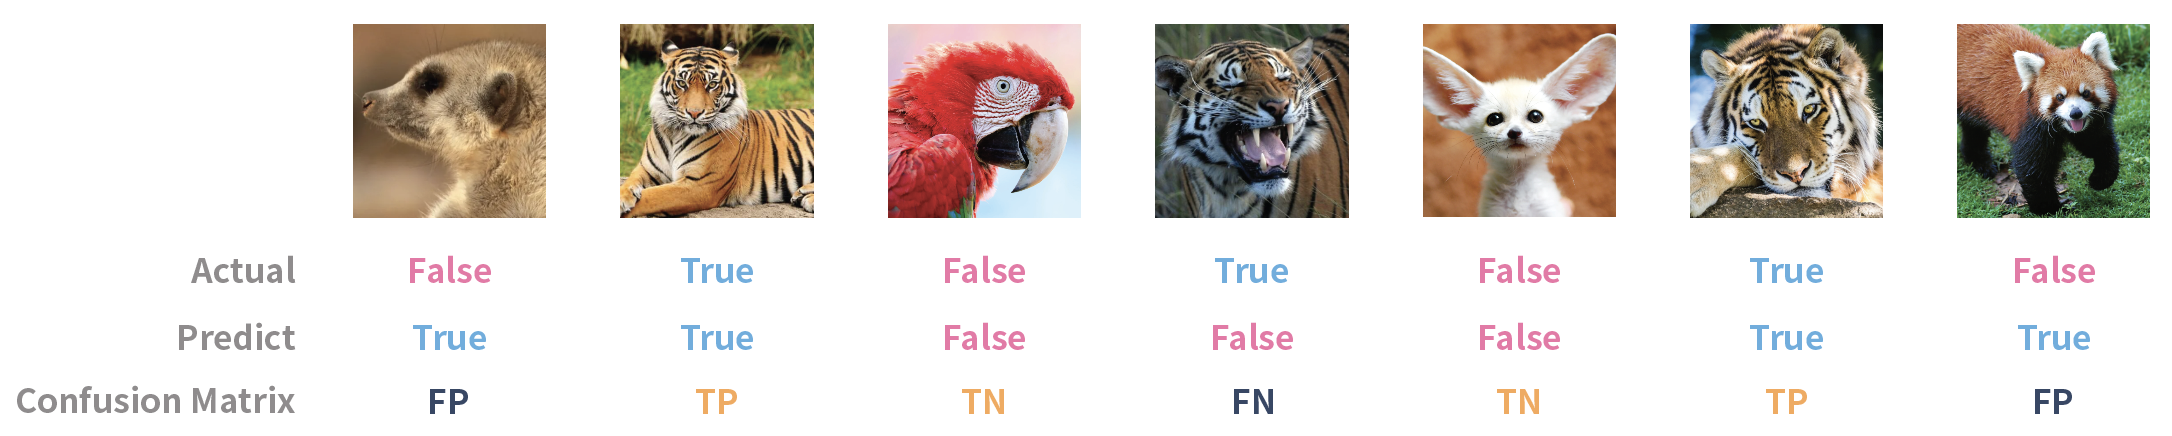 Actual False True False True False True False
Predict True True False False False True True
Confusion Matrix FP TP TN FN TN TP FP